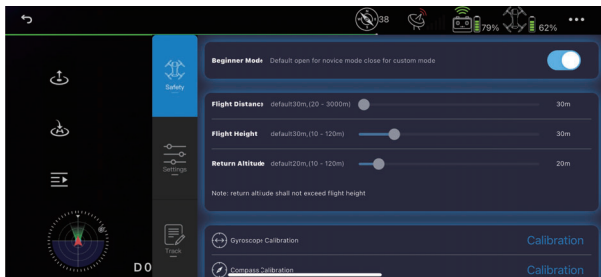 38
79%
62%
Safety
Settings
Track
D 0
Beginner Mode Default open for novice mode close for custom mode
Flight Distance default30m,(20 - 3000m) 30m
Flight Height default30m,(10 - 120m) 30m
Return Altitude default20m,(10 - 120m) 20m
Note: return altiude shall not exceed flight height
Gyroscope Calibration Calibration
Compass Calibration Calibration